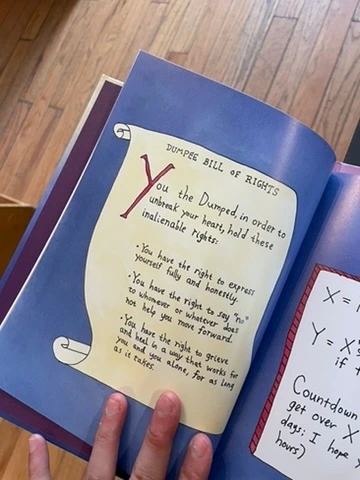 DUMPEE BILL OF RIGHTS
You the Dumped, in order to
unbreak your heart, hold these
inalienable rights:
• You have the right to express
yourself fully and honestly.
• You have the right to say "no"
to whomever or whatever does
not help you move forward.
• You have the right to grieve
and heal in a way that works for
you and you alone, for as long
as it takes.
X =
Y = X
if +
Countdown
get over X
days; I hope
hours)